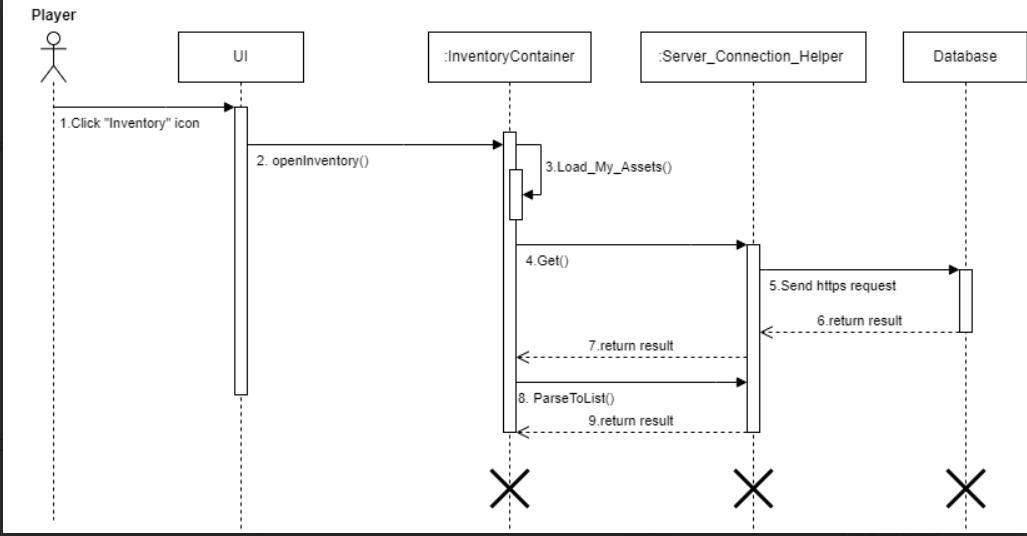 Player
UI
:InventoryContainer
:Server_Connection_Helper
Database
1.Click "Inventory" icon
2. openInventory()
3.Load_My_Assets()
4.Get()
5.Send https request
6.return result
7.return result
8. ParseToList()
9.return result